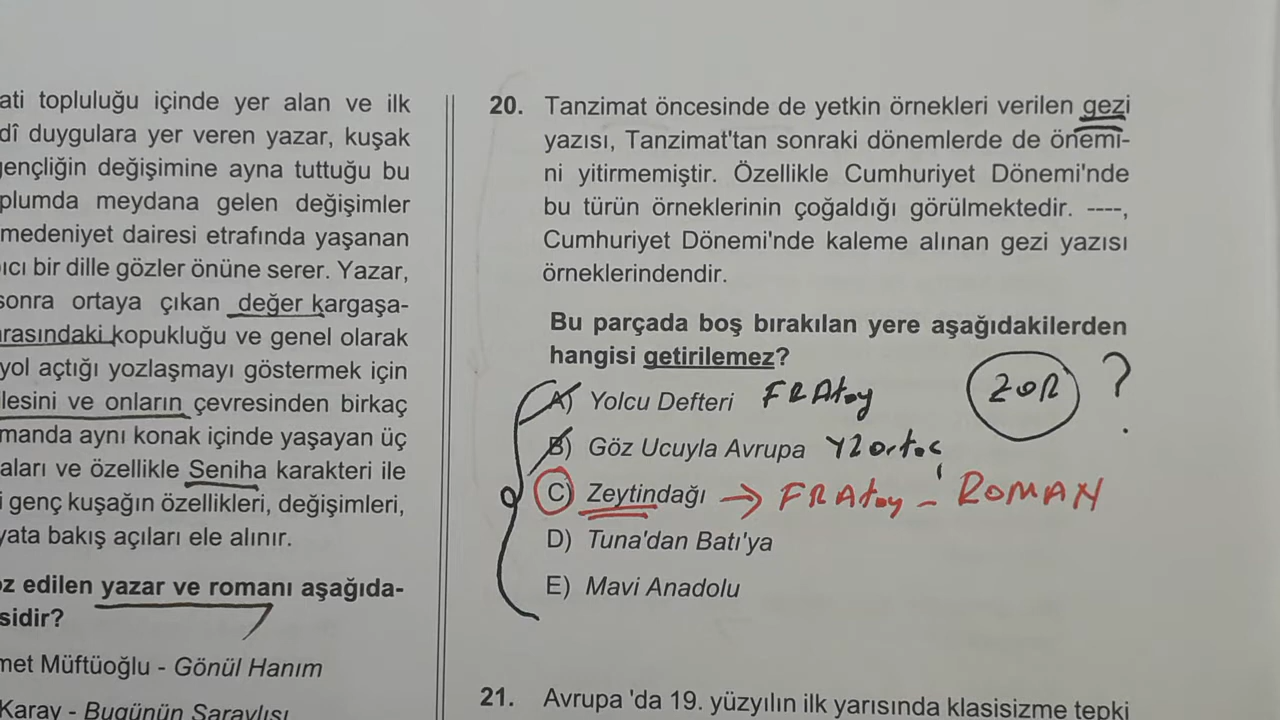 ati topluluğu içinde yer alan ve ilk
dî duygulara yer veren yazar, kuşak
gençliğin değişimine ayna tuttuğu bu
plumda meydana gelen değişimler
medeniyet dairesi etrafında yaşanan
ıcı bir dille gözler önüne serer. Yazar,
sonra ortaya çıkan değer kargaşa-
arasındaki kopukluğu ve genel olarak
yol açtığı yozlaşmayı göstermek için
lesini ve onların çevresinden birkaç
manda aynı konak içinde yaşayan üç
aları ve özellikle Seniha karakteri ile
i genç kuşağın özellikleri, değişimleri,
yata bakış açıları ele alınır.
öz edilen yazar ve romanı aşağıda-
sidir?
met Müftüoğlu - Gönül Hanım
Karay - Bugünün Saraylısı
20. Tanzimat öncesinde de yetkin örnekleri verilen gezi
yazısı, Tanzimat'tan sonraki dönemlerde de önemi-
ni yitirmemiştir. Özellikle Cumhuriyet Dönemi'nde
bu türün örneklerinin çoğaldığı görülmektedir. ----,
Cumhuriyet Dönemi'nde kaleme alınan gezi yazısı
örneklerindendir.
Bu parçada boş bırakılan yere aşağıdakilerden
hangisi getirilemez?
ZOR ?
A) Yolcu Defteri FRAtay
B) Göz Ucuyla Avrupa YZOrtaç
C) Zeytindağı → FRAtay - ROMAN
D) Tuna'dan Batı'ya
E) Mavi Anadolu
21. Avrupa 'da 19. yüzyılın ilk yarısında klasisizme tepki